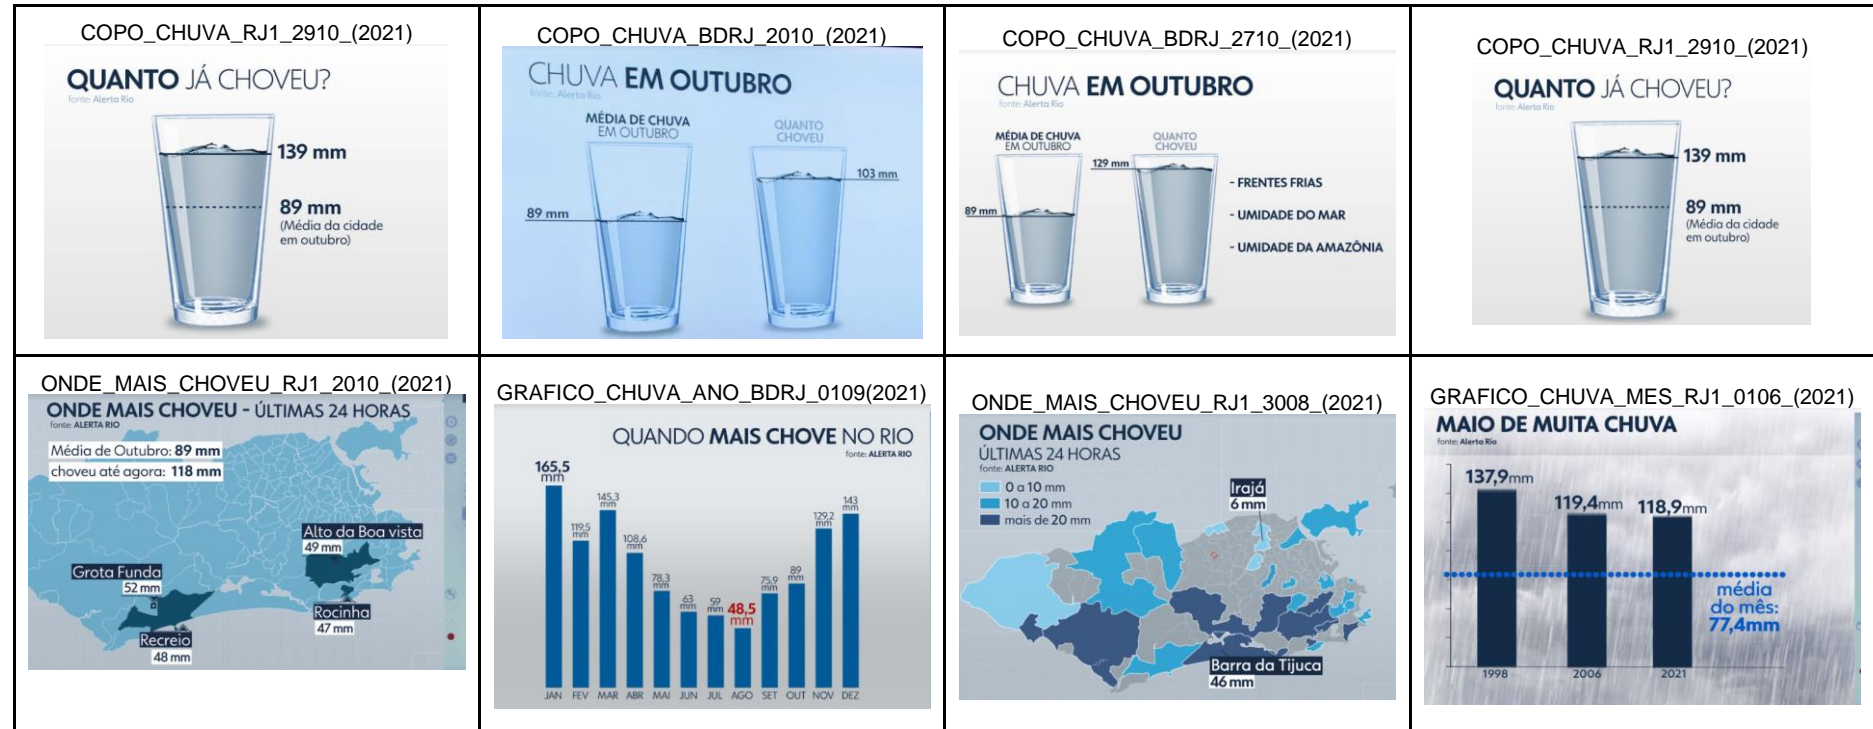 COPO_CHUVA_RJ1_2910_(2021)
QUANTO JÁ CHOVEU?
fonte: Alerta Rio
139 mm
89 mm
(Média da cidade
em outubro)
COPO_CHUVA_BDRJ_2010_(2021)
CHUVA EM OUTUBRO
fonte: Alerta Rio
MÉDIA DE CHUVA
EM OUTUBRO
QUANTO
CHOVEU
103 mm
89 mm
COPO_CHUVA_BDRJ_2710_(2021)
CHUVA EM OUTUBRO
fonte: Alerta Rio
MÉDIA DE CHUVA
EM OUTUBRO
QUANTO
CHOVEU
129 mm
89 mm
- FRENTES FRIAS
- UMIDADE DO MAR
- UMIDADE DA AMAZÔNIA
COPO_CHUVA_RJ1_2910_(2021)
QUANTO JÁ CHOVEU?
fonte: Alerta Rio
139 mm
89 mm
(Média da cidade
em outubro)
ONDE_MAIS_CHOVEU_RJ1_2010_(2021)
ONDE MAIS CHOVEU - ÚLTIMAS 24 HORAS
fonte: ALERTA RIO
Média de Outubro: 89 mm
choveu até agora: 118 mm
Alto da Boa vista
49 mm
Grota Funda
52 mm
Rocinha
47 mm
Recreio
48 mm
GRAFICO_CHUVA_ANO_BDRJ_0109(2021)
QUANDO MAIS CHOVE NO RIO
fonte: ALERTA RIO
165,5
mm
119,5
mm
145,3
mm
108,6
mm
78,3
mm
63
mm
59
mm
48,5
mm
75,9
mm
89
mm
129,2
mm
143
mm
JAN FEV MAR ABR MAI JUN JUL AGO SET OUT NOV DEZ
ONDE_MAIS_CHOVEU_RJ1_3008_(2021)
ONDE MAIS CHOVEU
ÚLTIMAS 24 HORAS
fonte: ALERTA RIO
0 a 10 mm
10 a 20 mm
mais de 20 mm
Irajá
6 mm
Barra da Tijuca
46 mm
GRAFICO_CHUVA_MES_RJ1_0106_(2021)
MAIO DE MUITA CHUVA
fonte: Alerta Rio
137,9mm
119,4mm
118,9mm
média
do mês:
77,4mm
1998 2006 2021